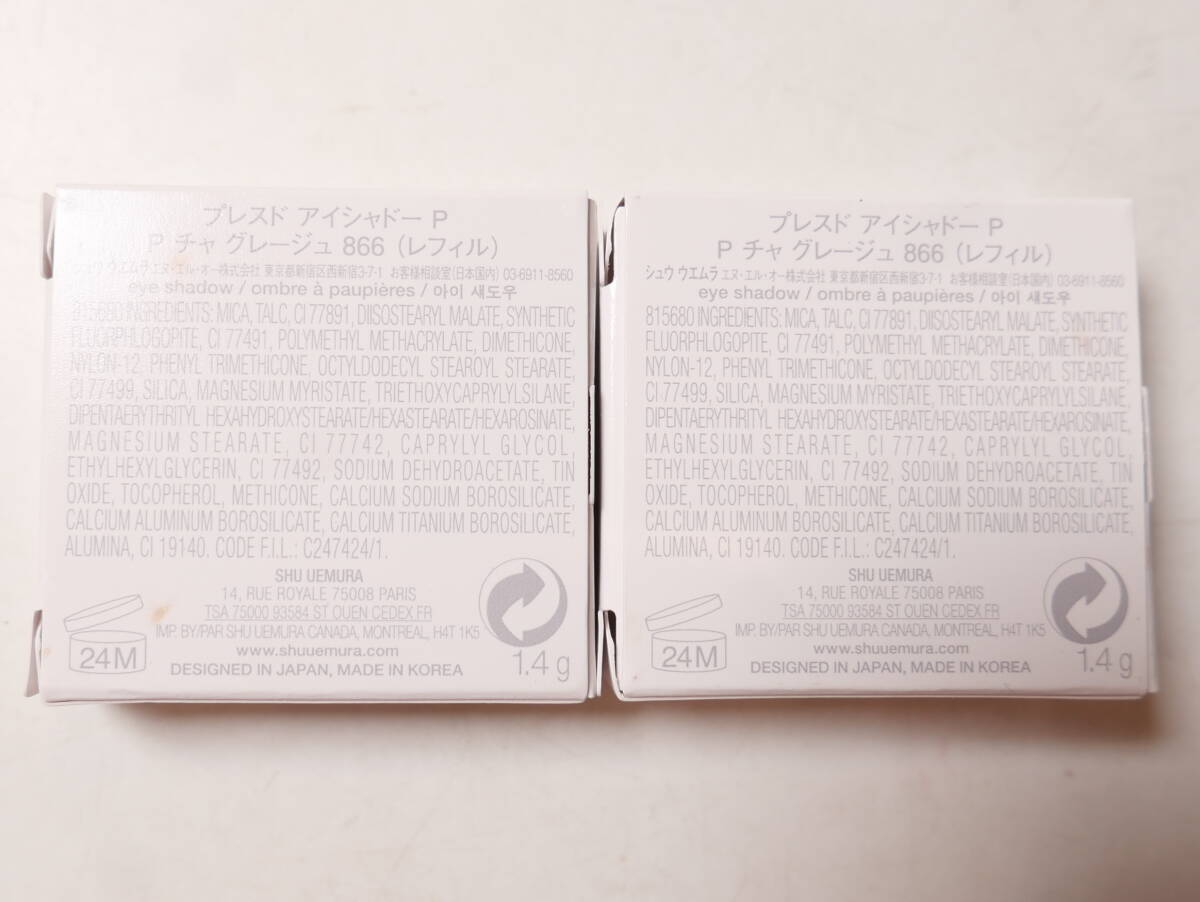 プレスド アイシャドー P
P チャ グレージュ 866 (レフィル)
シュウ ウエムラ エヌ・エル・オー株式会社 東京都新宿区西新宿3-7-1 お客様相談室(日本国内) 03-6911-8560
eye shadow / ombre à paupières / 아이 섀도우
815680 INGREDIENTS: MICA, TALC, CI 77891, DIISOSTEARYL MALATE, SYNTHETIC
FLUORPHLOGOPITE, CI 77491, POLYMETHYL METHACRYLATE, DIMETHICONE,
NYLON-12, PHENYL TRIMETHICONE, OCTYLDODECYL STEAROYL STEARATE,
CI 77499, SILICA, MAGNESIUM MYRISTATE, TRIETHOXYCAPRYLYLSILANE,
DIPENTAERYTHRITYL HEXAHYDROXYSTEARATE/HEXASTEARATE/HEXAROSINATE,
MAGNESIUM STEARATE, CI 77742, CAPRYLYL GLYCOL,
ETHYLHEXYLGLYCERIN, CI 77492, SODIUM DEHYDROACETATE, TIN
OXIDE, TOCOPHEROL, METHICONE, CALCIUM SODIUM BOROSILICATE,
CALCIUM ALUMINUM BOROSILICATE, CALCIUM TITANIUM BOROSILICATE,
ALUMINA, CI 19140. CODE F.I.L.: C247424/1.
SHU UEMURA
14, RUE ROYALE 75008 PARIS
TSA 75000 93584 ST OUEN CEDEX FR
IMP. BY/PAR SHU UEMURA CANADA, MONTREAL, H4T 1K5
www.shuuemura.com
DESIGNED IN JAPAN, MADE IN KOREA
24M
1.4 g
プレスド アイシャドー P
P チャ グレージュ 866 (レフィル)
シュウ ウエムラ エヌ・エル・オー株式会社 東京都新宿区西新宿3-7-1 お客様相談室(日本国内) 03-6911-8560
eye shadow / ombre à paupières / 아이 섀도우
815680 INGREDIENTS: MICA, TALC, CI 77891, DIISOSTEARYL MALATE, SYNTHETIC
FLUORPHLOGOPITE, CI 77491, POLYMETHYL METHACRYLATE, DIMETHICONE,
NYLON-12, PHENYL TRIMETHICONE, OCTYLDODECYL STEAROYL STEARATE,
CI 77499, SILICA, MAGNESIUM MYRISTATE, TRIETHOXYCAPRYLYLSILANE,
DIPENTAERYTHRITYL HEXAHYDROXYSTEARATE/HEXASTEARATE/HEXAROSINATE,
MAGNESIUM STEARATE, CI 77742, CAPRYLYL GLYCOL,
ETHYLHEXYLGLYCERIN, CI 77492, SODIUM DEHYDROACETATE, TIN
OXIDE, TOCOPHEROL, METHICONE, CALCIUM SODIUM BOROSILICATE,
CALCIUM ALUMINUM BOROSILICATE, CALCIUM TITANIUM BOROSILICATE,
ALUMINA, CI 19140. CODE F.I.L.: C247424/1.
SHU UEMURA
14, RUE ROYALE 75008 PARIS
TSA 75000 93584 ST OUEN CEDEX FR
IMP. BY/PAR SHU UEMURA CANADA, MONTREAL, H4T 1K5
www.shuuemura.com
DESIGNED IN JAPAN, MADE IN KOREA
24M
1.4 g